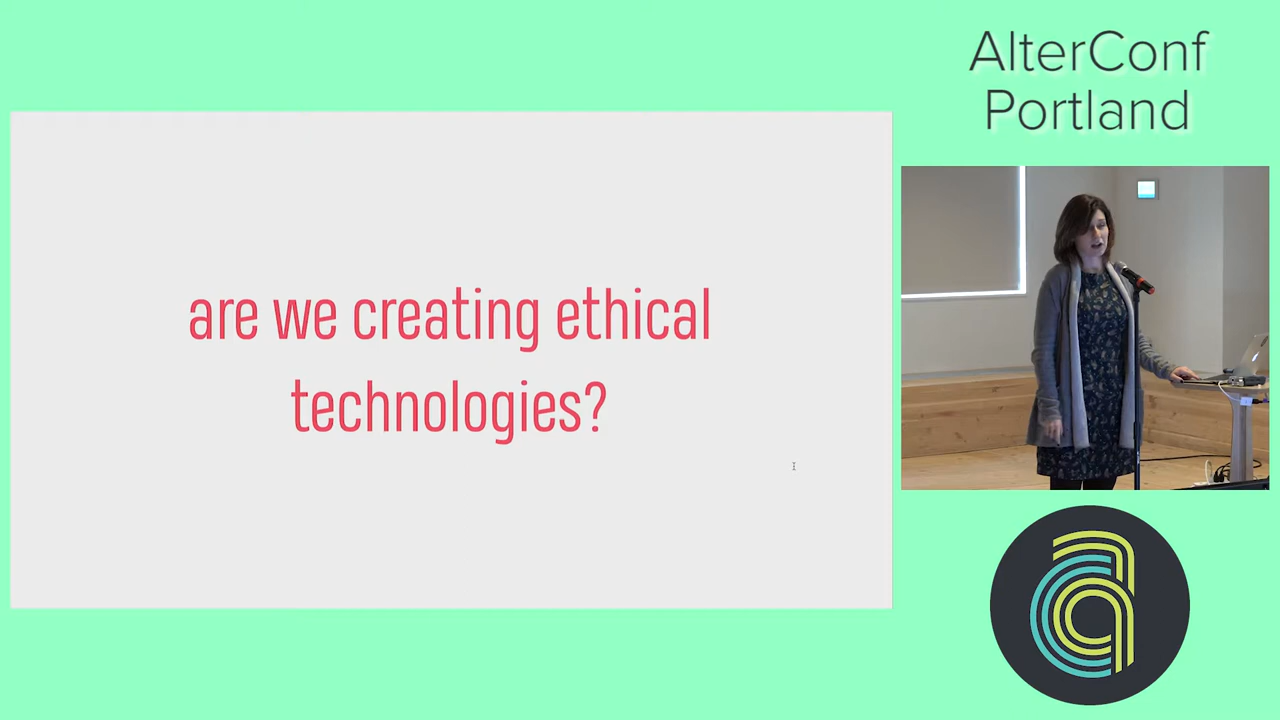 AlterConf
Portland
are we creating ethical
technologies?